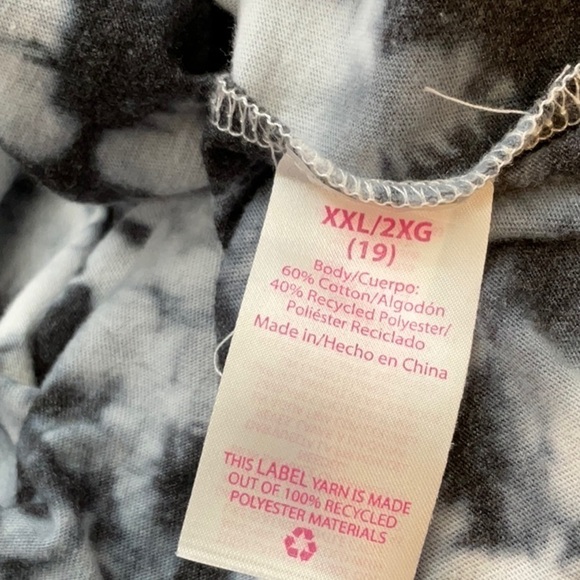 XXL/2XG
(19)
Body/Cuerpo:
60% Cotton/Algodón
40% Recycled Polyester/
Poliéster Reciclado
Made in/Hecho en China
THIS LABEL YARN IS MADE
OUT OF 100% RECYCLED
POLYESTER MATERIALS